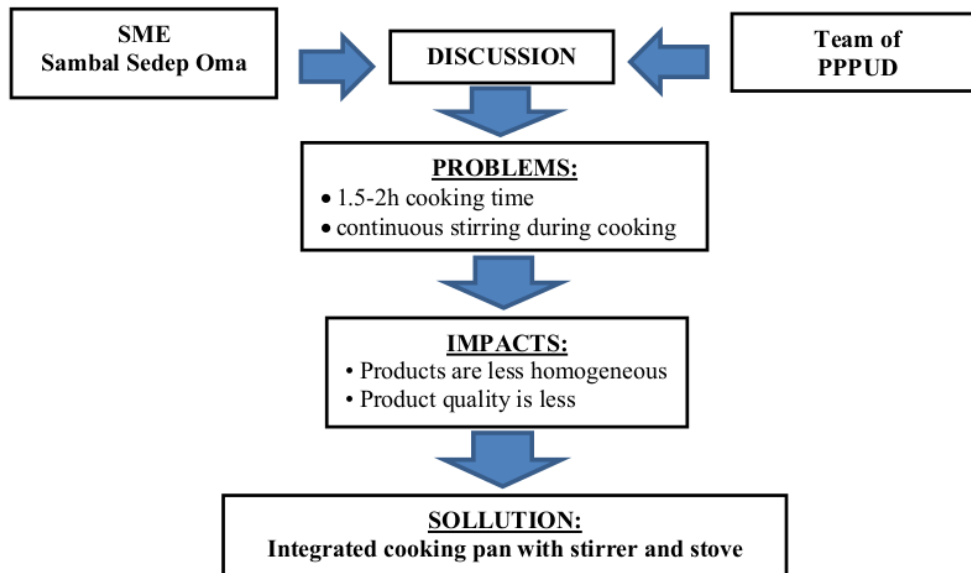 SME
Sambal Sedep Oma
DISCUSSION
Team of
PPPUD
PROBLEMS:
• 1.5-2h cooking time
• continuous stirring during cooking
IMPACTS:
• Products are less homogeneous
• Product quality is less
SOLLUTION:
Integrated cooking pan with stirrer and stove